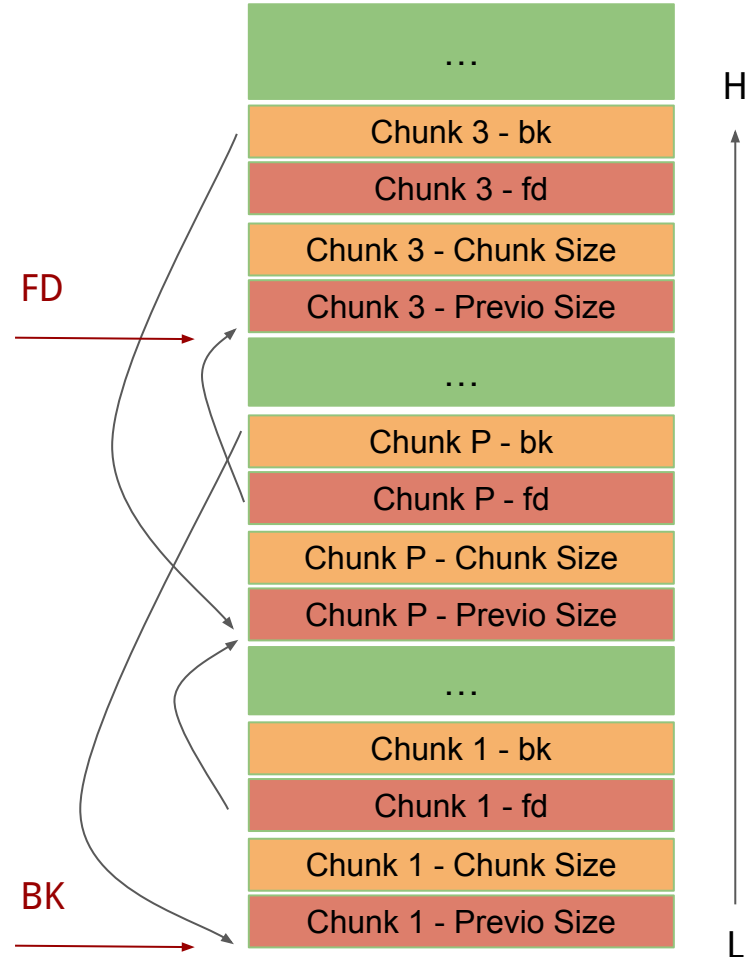 ...
H
Chunk 3 - bk
Chunk 3 - fd
Chunk 3 - Chunk Size
FD
Chunk 3 - Previo Size
...
Chunk P - bk
Chunk P - fd
Chunk P - Chunk Size
Chunk P - Previo Size
...
Chunk 1 - bk
Chunk 1 - fd
Chunk 1 - Chunk Size
BK
Chunk 1 - Previo Size
L